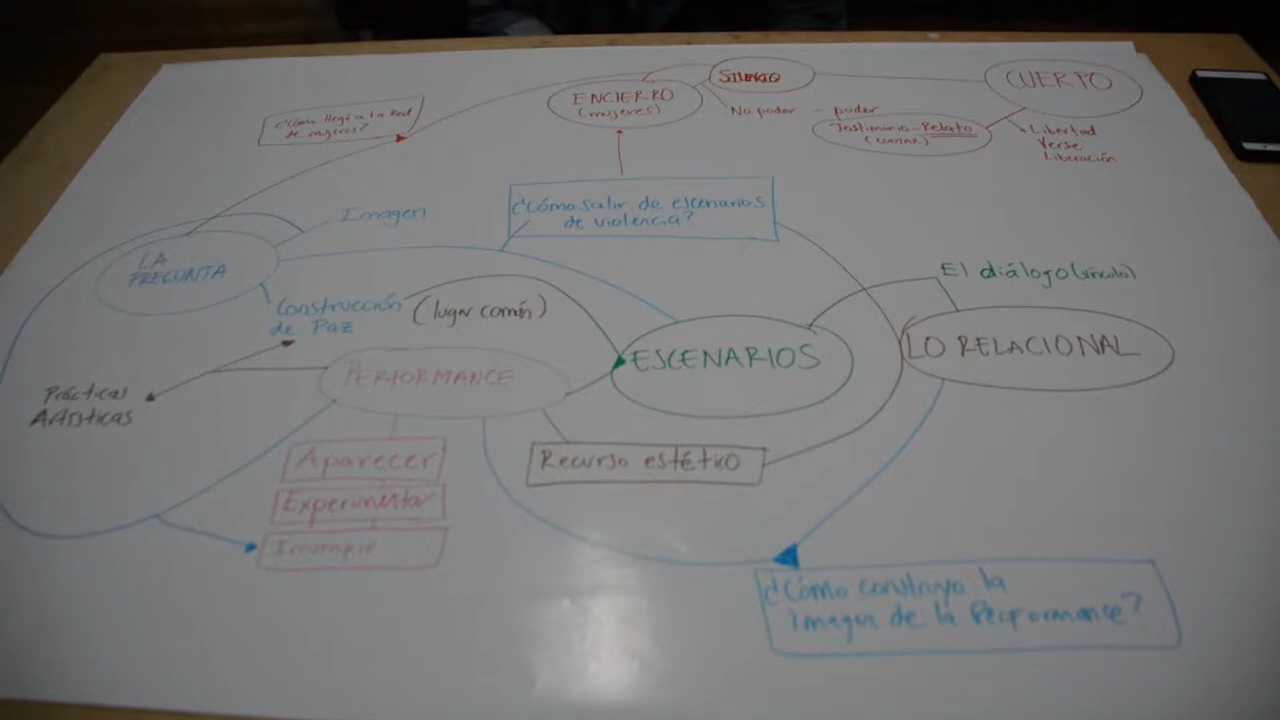 SILENCIO
CUERPO
ENCIERRO
(mujeres)
¿Cómo llegó a la Red
de mujeres?
No poder - poder
Testimonio - Relato
Libertad
Verse
Liberación
¿Cómo salir de escenarios
de violencia?
Imagen
LA
PREGUNTA
El diálogo (vínculo)
Construcción
de Paz
(lugar común)
ESCENARIOS
LO RELACIONAL
PERFORMANCE
Prácticas
Artísticas
Aparecer
Recurso estético
Experimentar
Irrumpir
¿Cómo construyo la
imagen de la Performance?